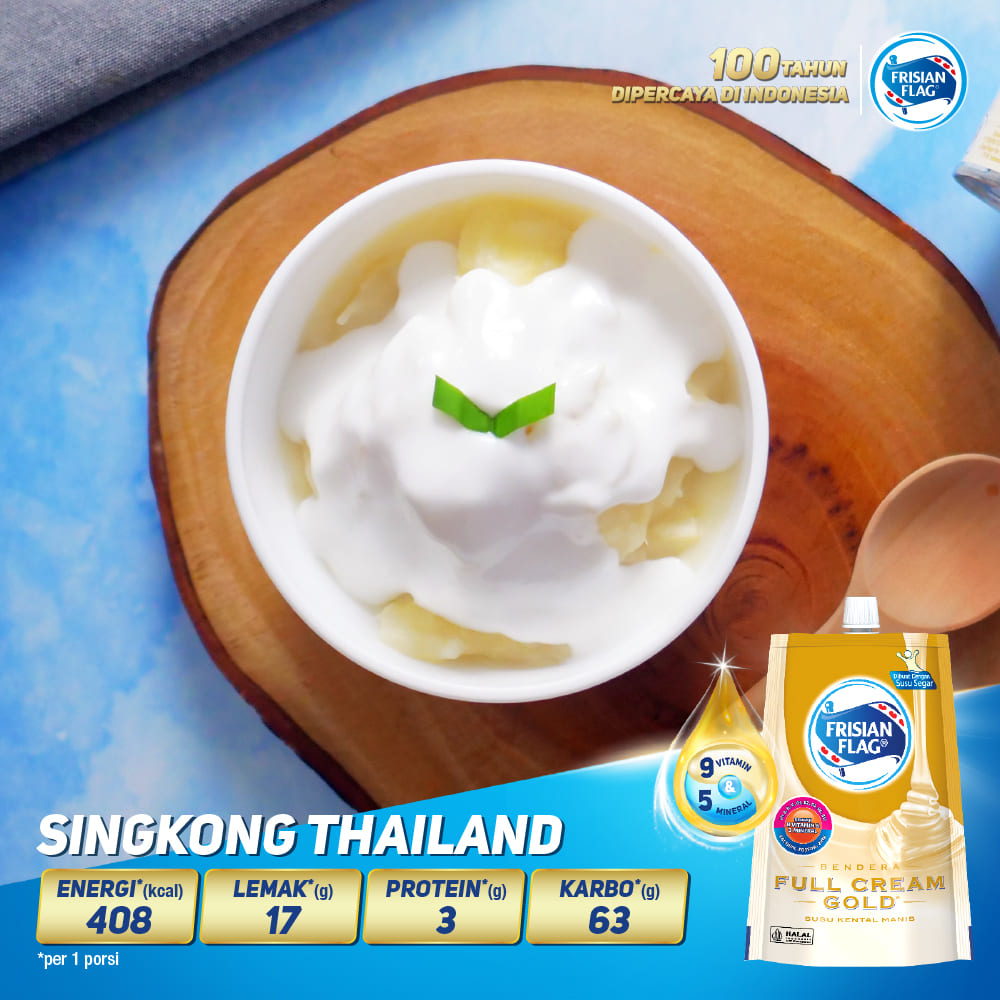 100 TAHUN
DIPERCAYA DI INDONESIA
FRISIAN
FLAG®
Dibuat Dengan
Susu Segar
FRISIAN
FLAG®
9 VITAMIN
&
5 MINERAL
BENDERA
FULL CREAM
GOLD
SUSU KENTAL MANIS
HALAL
SINGKONG THAILAND
ENERGI*(kcal)
408
LEMAK*(g)
17
PROTEIN*(g)
3
KARBO*(g)
63
*per 1 porsi